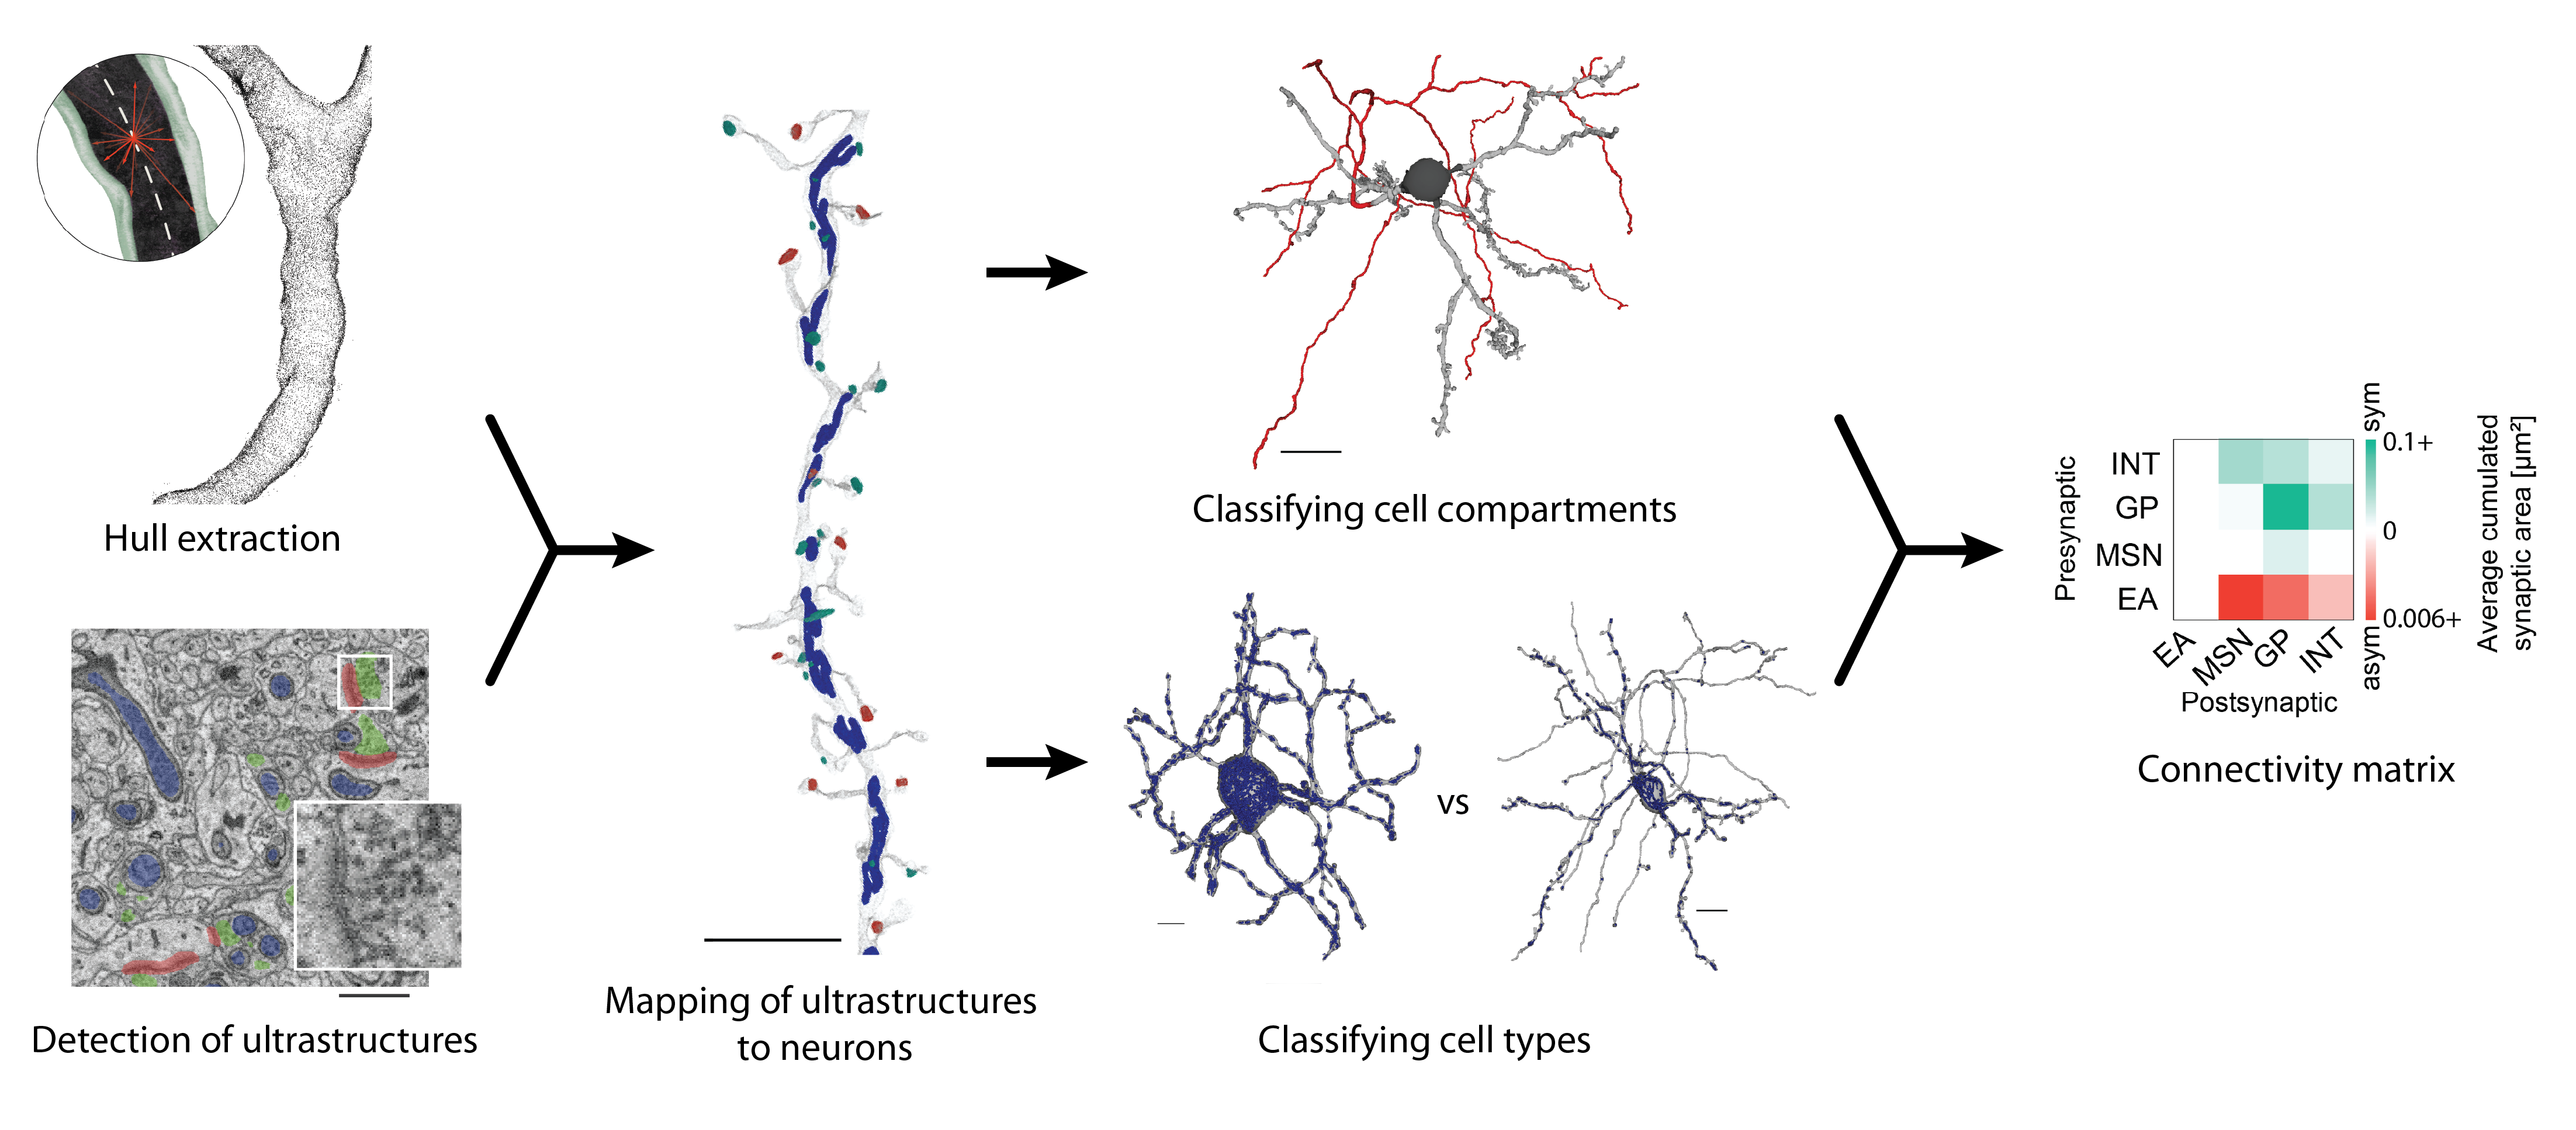 Hull extraction
Detection of ultrastructures
Mapping of ultrastructures
to neurons
Classifying cell compartments
vs
Classifying cell types
Presynaptic
INT
GP
MSN
EA
EA
MSN
GP
INT
Postsynaptic
sym
0.1+
0
0.006+
asym
Average cumulated
synaptic area [µm²]
Connectivity matrix